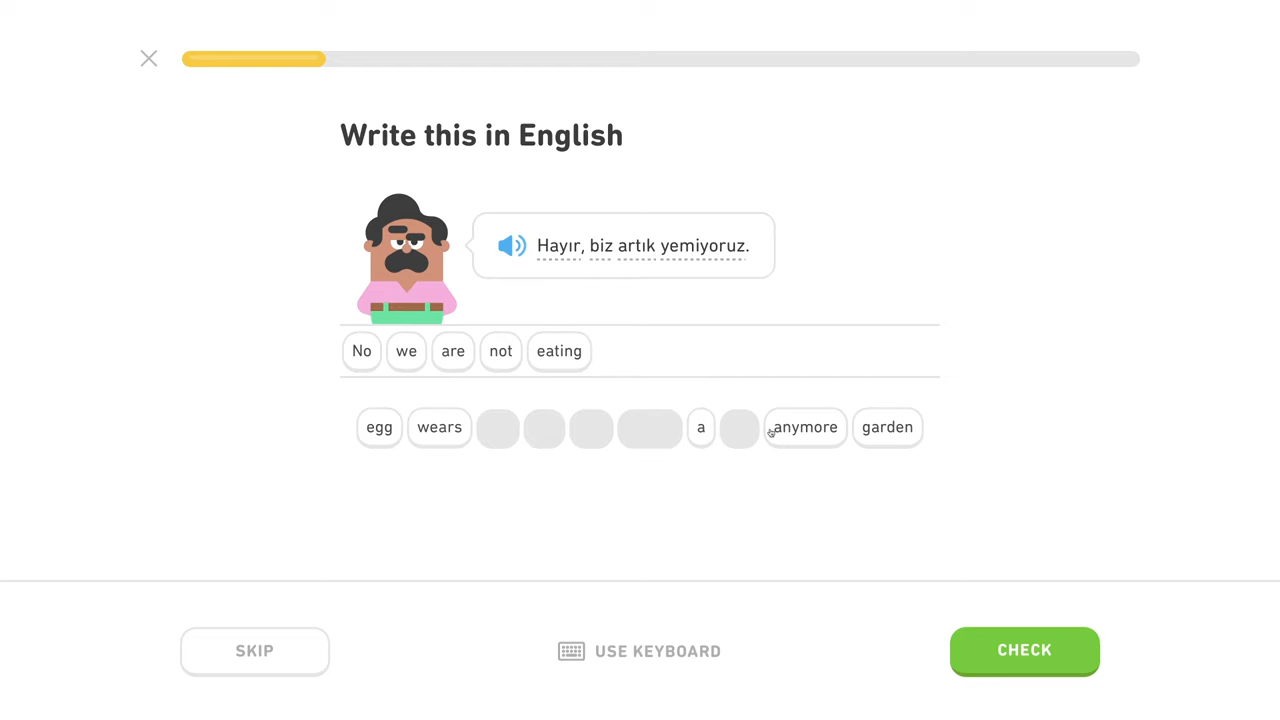 Write this in English
Hayır, biz artık yemiyoruz.
No we are not eating
egg wears a anymore garden
SKIP USE KEYBOARD CHECK